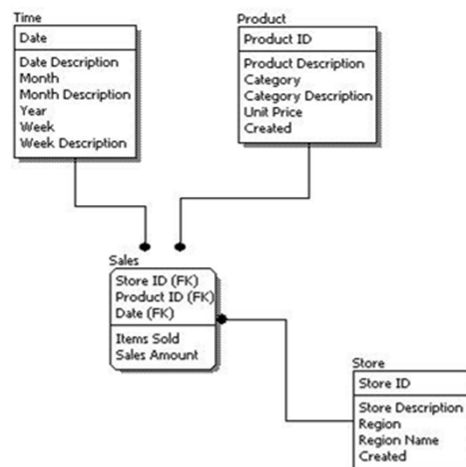 Time
Date
Date Description
Month
Month Description
Year
Week
Week Description
Product
Product ID
Product Description
Category
Category Description
Unit Price
Created
Sales
Store ID (FK)
Product ID (FK)
Date (FK)
Items Sold
Sales Amount
Store
Store ID
Store Description
Region
Region Name
Created